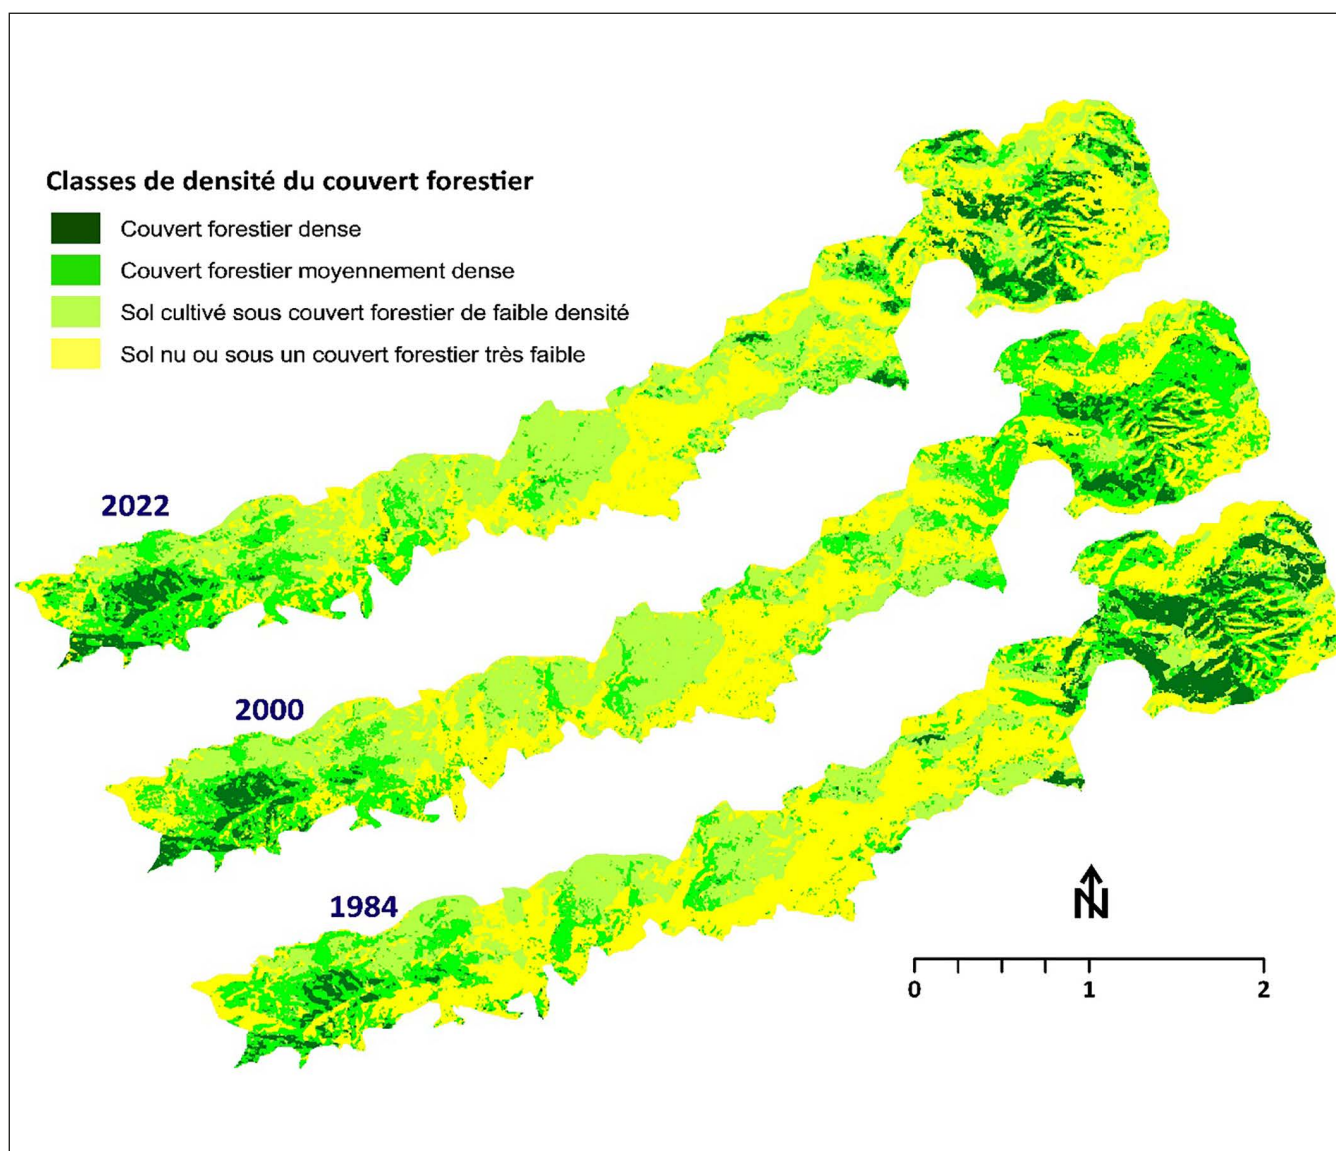 Classes de densité du couvert forestier
Couvert forestier dense
Couvert forestier moyennement dense
Sol cultivé sous couvert forestier de faible densité
Sol nu ou sous un couvert forestier très faible
2022
2000
1984
N
0 1 2